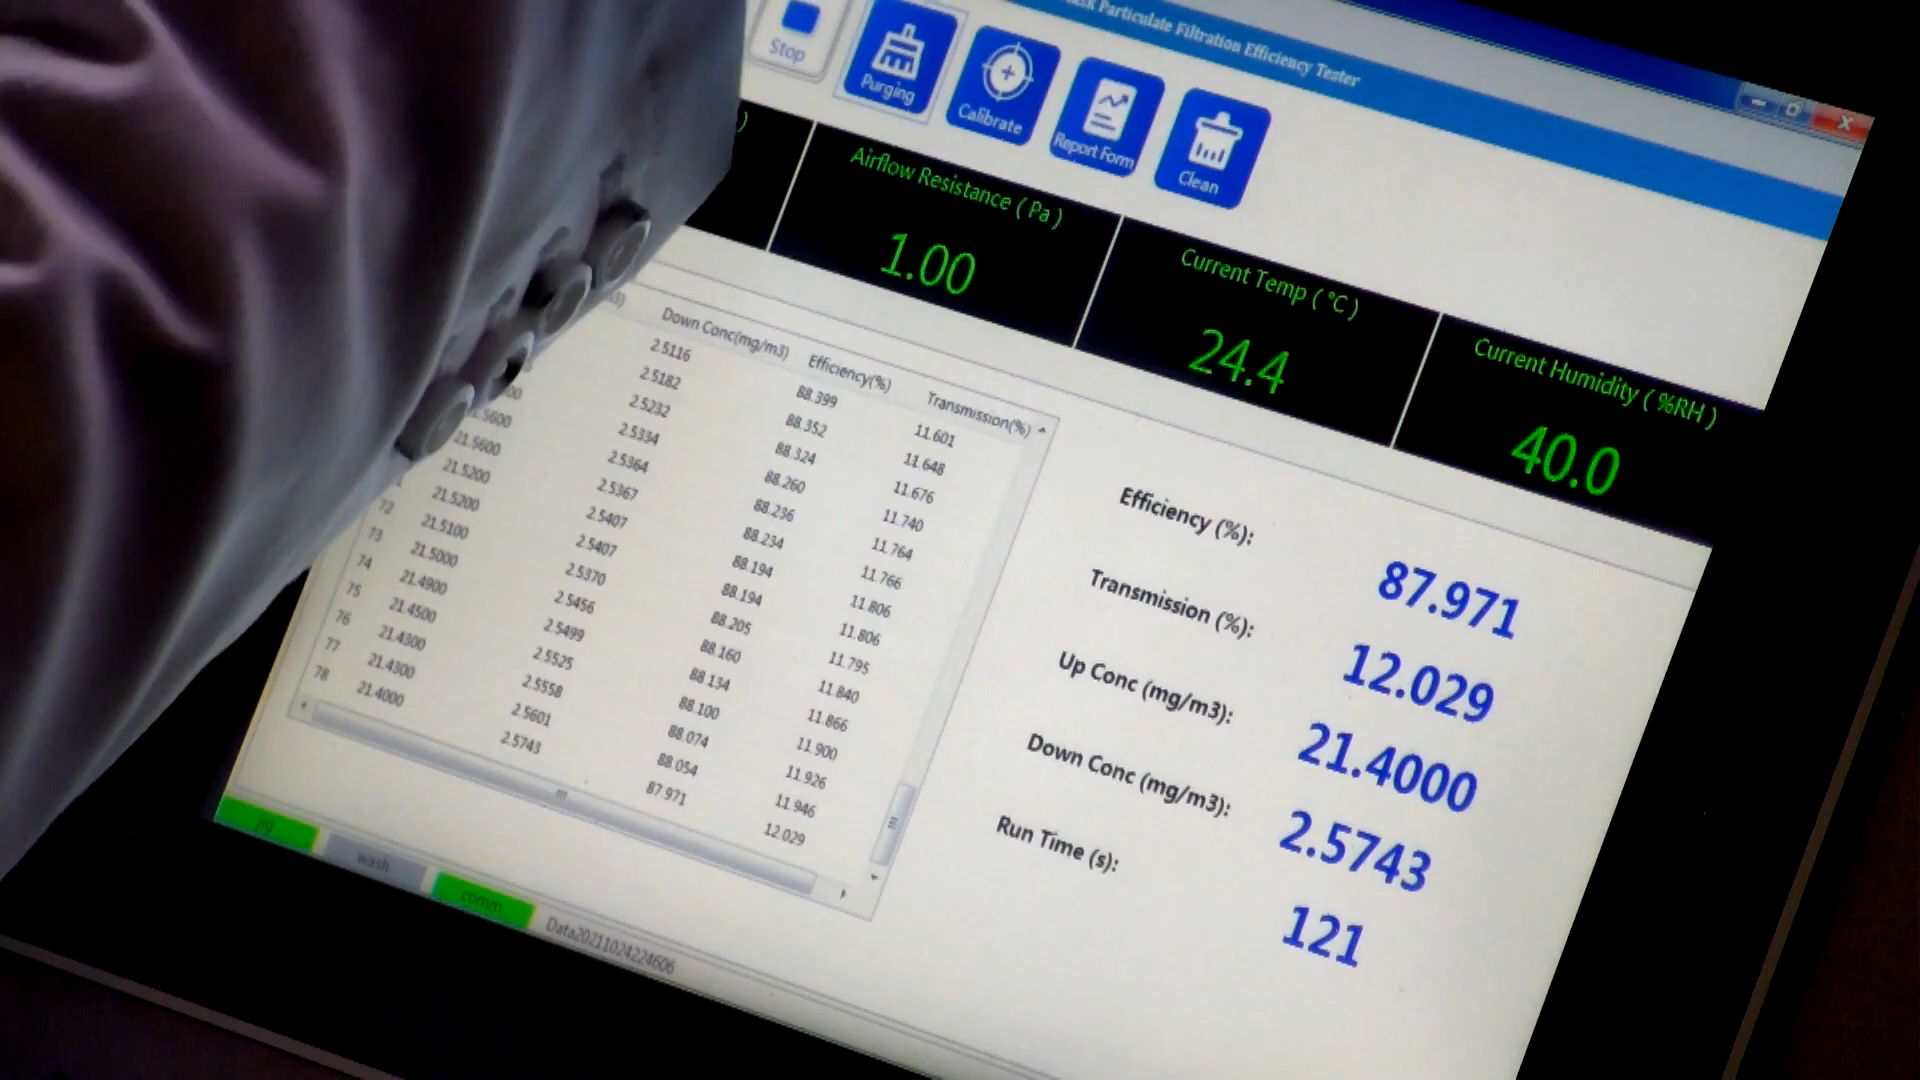 Mask Particulate Filtration Efficiency Tester
Stop
Purging
Calibrate
Report Form
Clean
Airflow Resistance ( Pa )
1.00
Current Temp ( °C )
24.4
Current Humidity ( %RH )
40.0
Down Conc(mg/m3) Efficiency(%) Transmission(%)
2.5116 88.399 11.601
2.5182 88.352 11.648
2.5232 88.324 11.676
2.5334 88.260 11.740
2.5364 88.236 11.764
21.5600 2.5367 88.234 11.766
21.5200 2.5407 88.194 11.806
21.5200 2.5407 88.194 11.806
72 21.5100 2.5370 88.205 11.795
73 21.5000 2.5456 88.160 11.840
74 21.4900 2.5499 88.134 11.866
75 21.4500 2.5525 88.100 11.900
76 21.4300 2.5558 88.074 11.926
77 21.4300 2.5601 88.054 11.946
78 21.4000 2.5743 87.971 12.029
Efficiency (%): 87.971
Transmission (%): 12.029
Up Conc (mg/m3): 21.4000
Down Conc (mg/m3): 2.5743
Run Time (s): 121
jig wash comm Data20211024224606